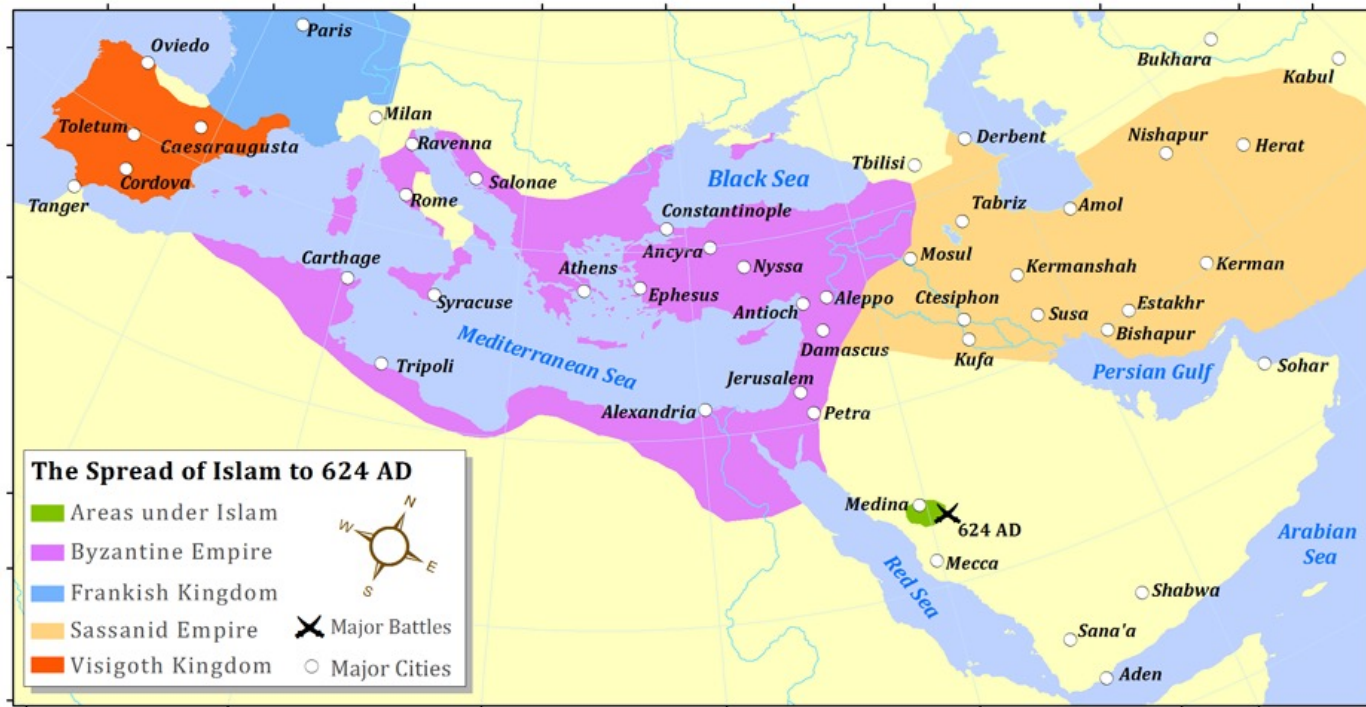 Paris
Oviedo
Bukhara
Kabul
Milan
Toletum
Caesaraugusta
Ravenna
Derbent
Nishapur
Herat
Tbilisi
Cordova
Salonae
Black Sea
Tanger
Rome
Tabriz
Amol
Constantinople
Ancyra
Mosul
Carthage
Athens
Nyssa
Kermanshah
Kerman
Syracuse
Ephesus
Aleppo
Ctesiphon
Antioch
Susa
Estakhr
Bishapur
Mediterranean Sea
Damascus
Kufa
Tripoli
Jerusalem
Persian Gulf
Sohar
Alexandria
Petra
The Spread of Islam to 624 AD
Areas under Islam
Byzantine Empire
Frankish Kingdom
Sassanid Empire
Visigoth Kingdom
N
W
E
S
Major Battles
Major Cities
Medina
624 AD
Mecca
Red Sea
Arabian
Sea
Shabwa
Sana'a
Aden